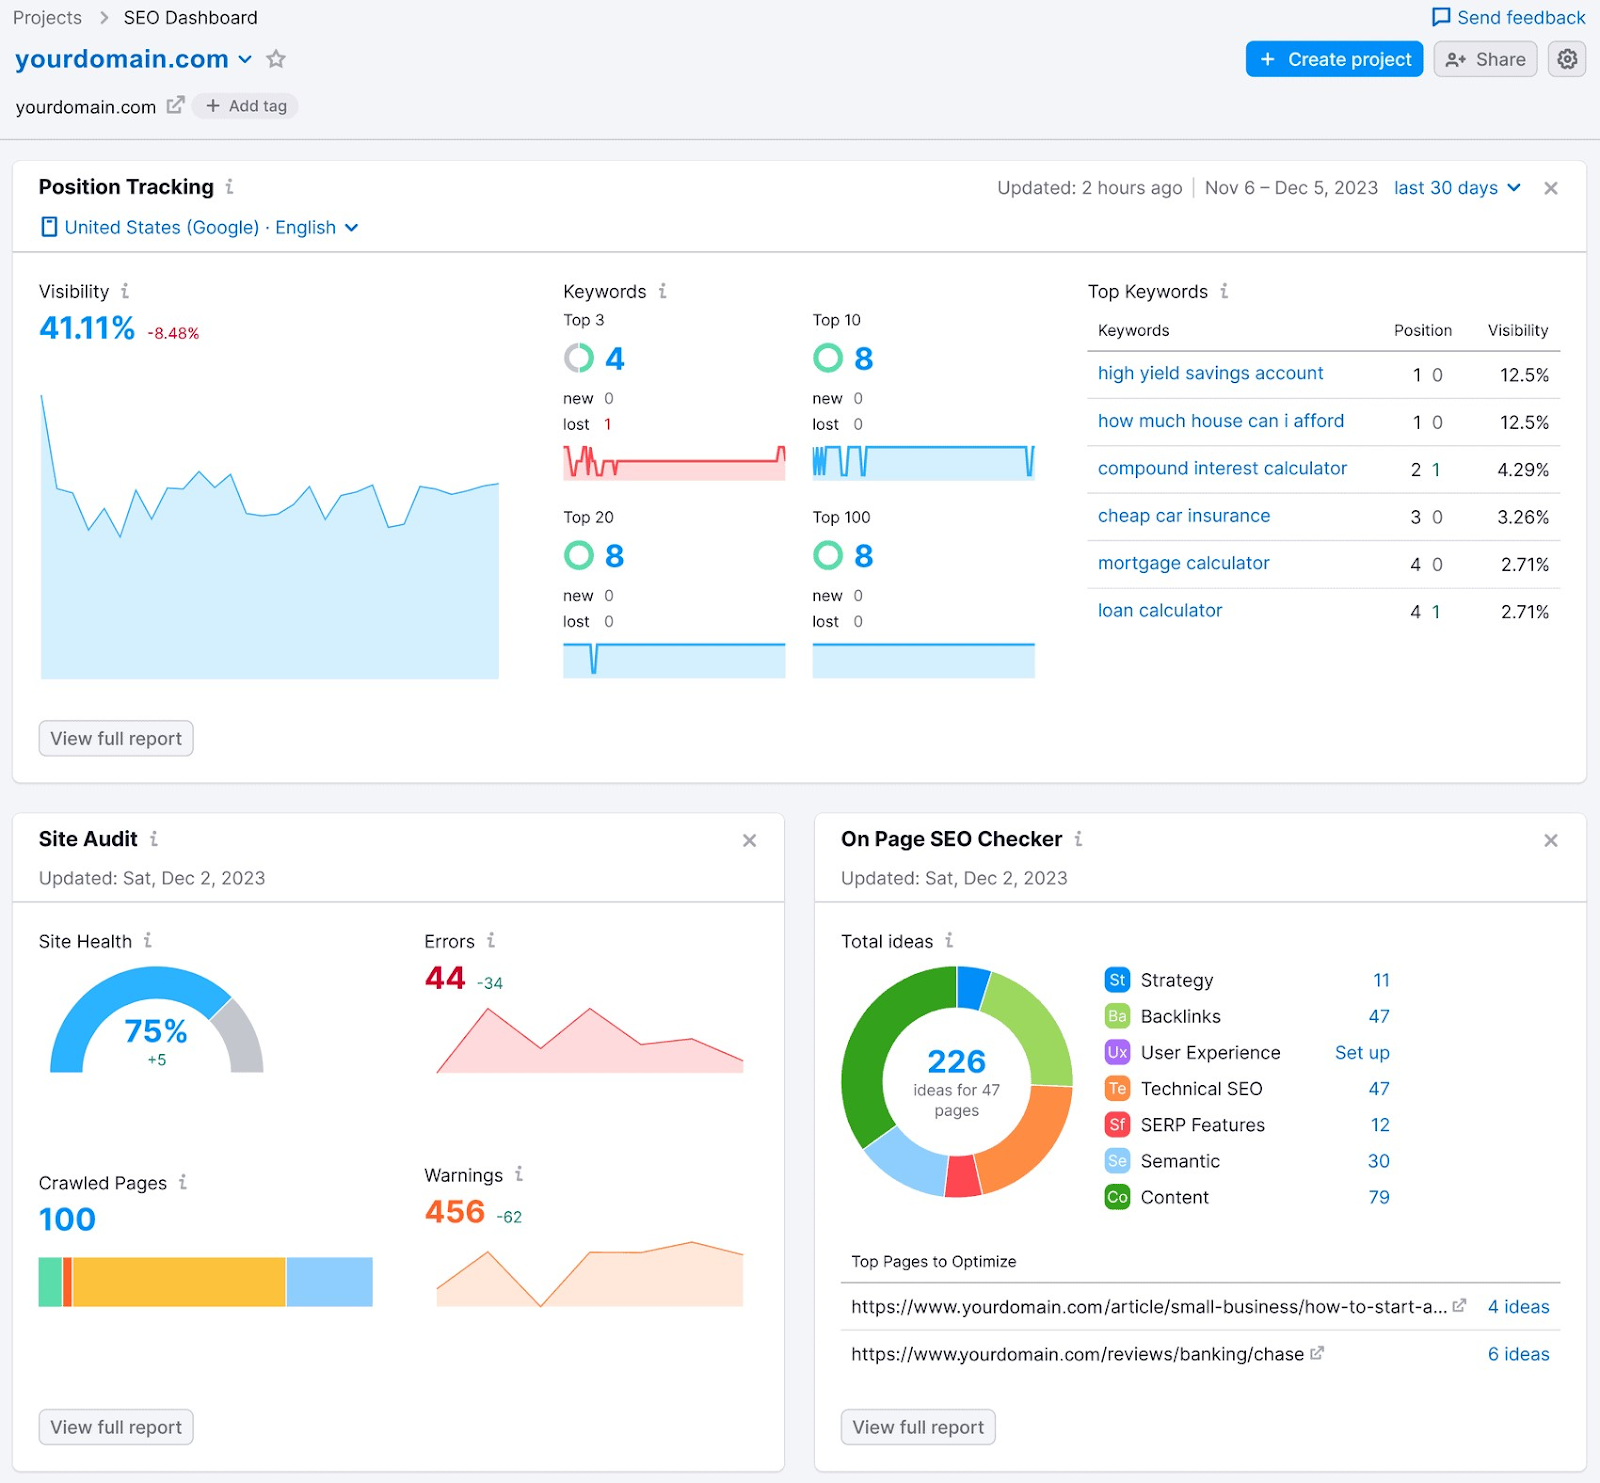 Projects > SEO Dashboard
Send feedback
yourdomain.com
+ Create project
Share
yourdomain.com
+ Add tag
Position Tracking i
Updated: 2 hours ago | Nov 6 – Dec 5, 2023 last 30 days
United States (Google) · English
Visibility i
41.11% -8.48%
Keywords i
Top 3
4
new 0
lost 1
Top 10
8
new 0
lost 0
Top 20
8
new 0
lost 0
Top 100
8
new 0
lost 0
Top Keywords i
Keywords Position Visibility
high yield savings account 1 0 12.5%
how much house can i afford 1 0 12.5%
compound interest calculator 2 1 4.29%
cheap car insurance 3 0 3.26%
mortgage calculator 4 0 2.71%
loan calculator 4 1 2.71%
View full report
Site Audit i
Updated: Sat, Dec 2, 2023
Site Health i
75%
+5
Errors i
44 -34
Crawled Pages i
100
Warnings i
456 -62
View full report
On Page SEO Checker i
Updated: Sat, Dec 2, 2023
Total ideas i
226
ideas for 47
pages
St Strategy 11
Ba Backlinks 47
Ux User Experience Set up
Te Technical SEO 47
Sf SERP Features 12
Se Semantic 30
Co Content 79
Top Pages to Optimize
https://www.yourdomain.com/article/small-business/how-to-start-a... 4 ideas
https://www.yourdomain.com/reviews/banking/chase 6 ideas
View full report